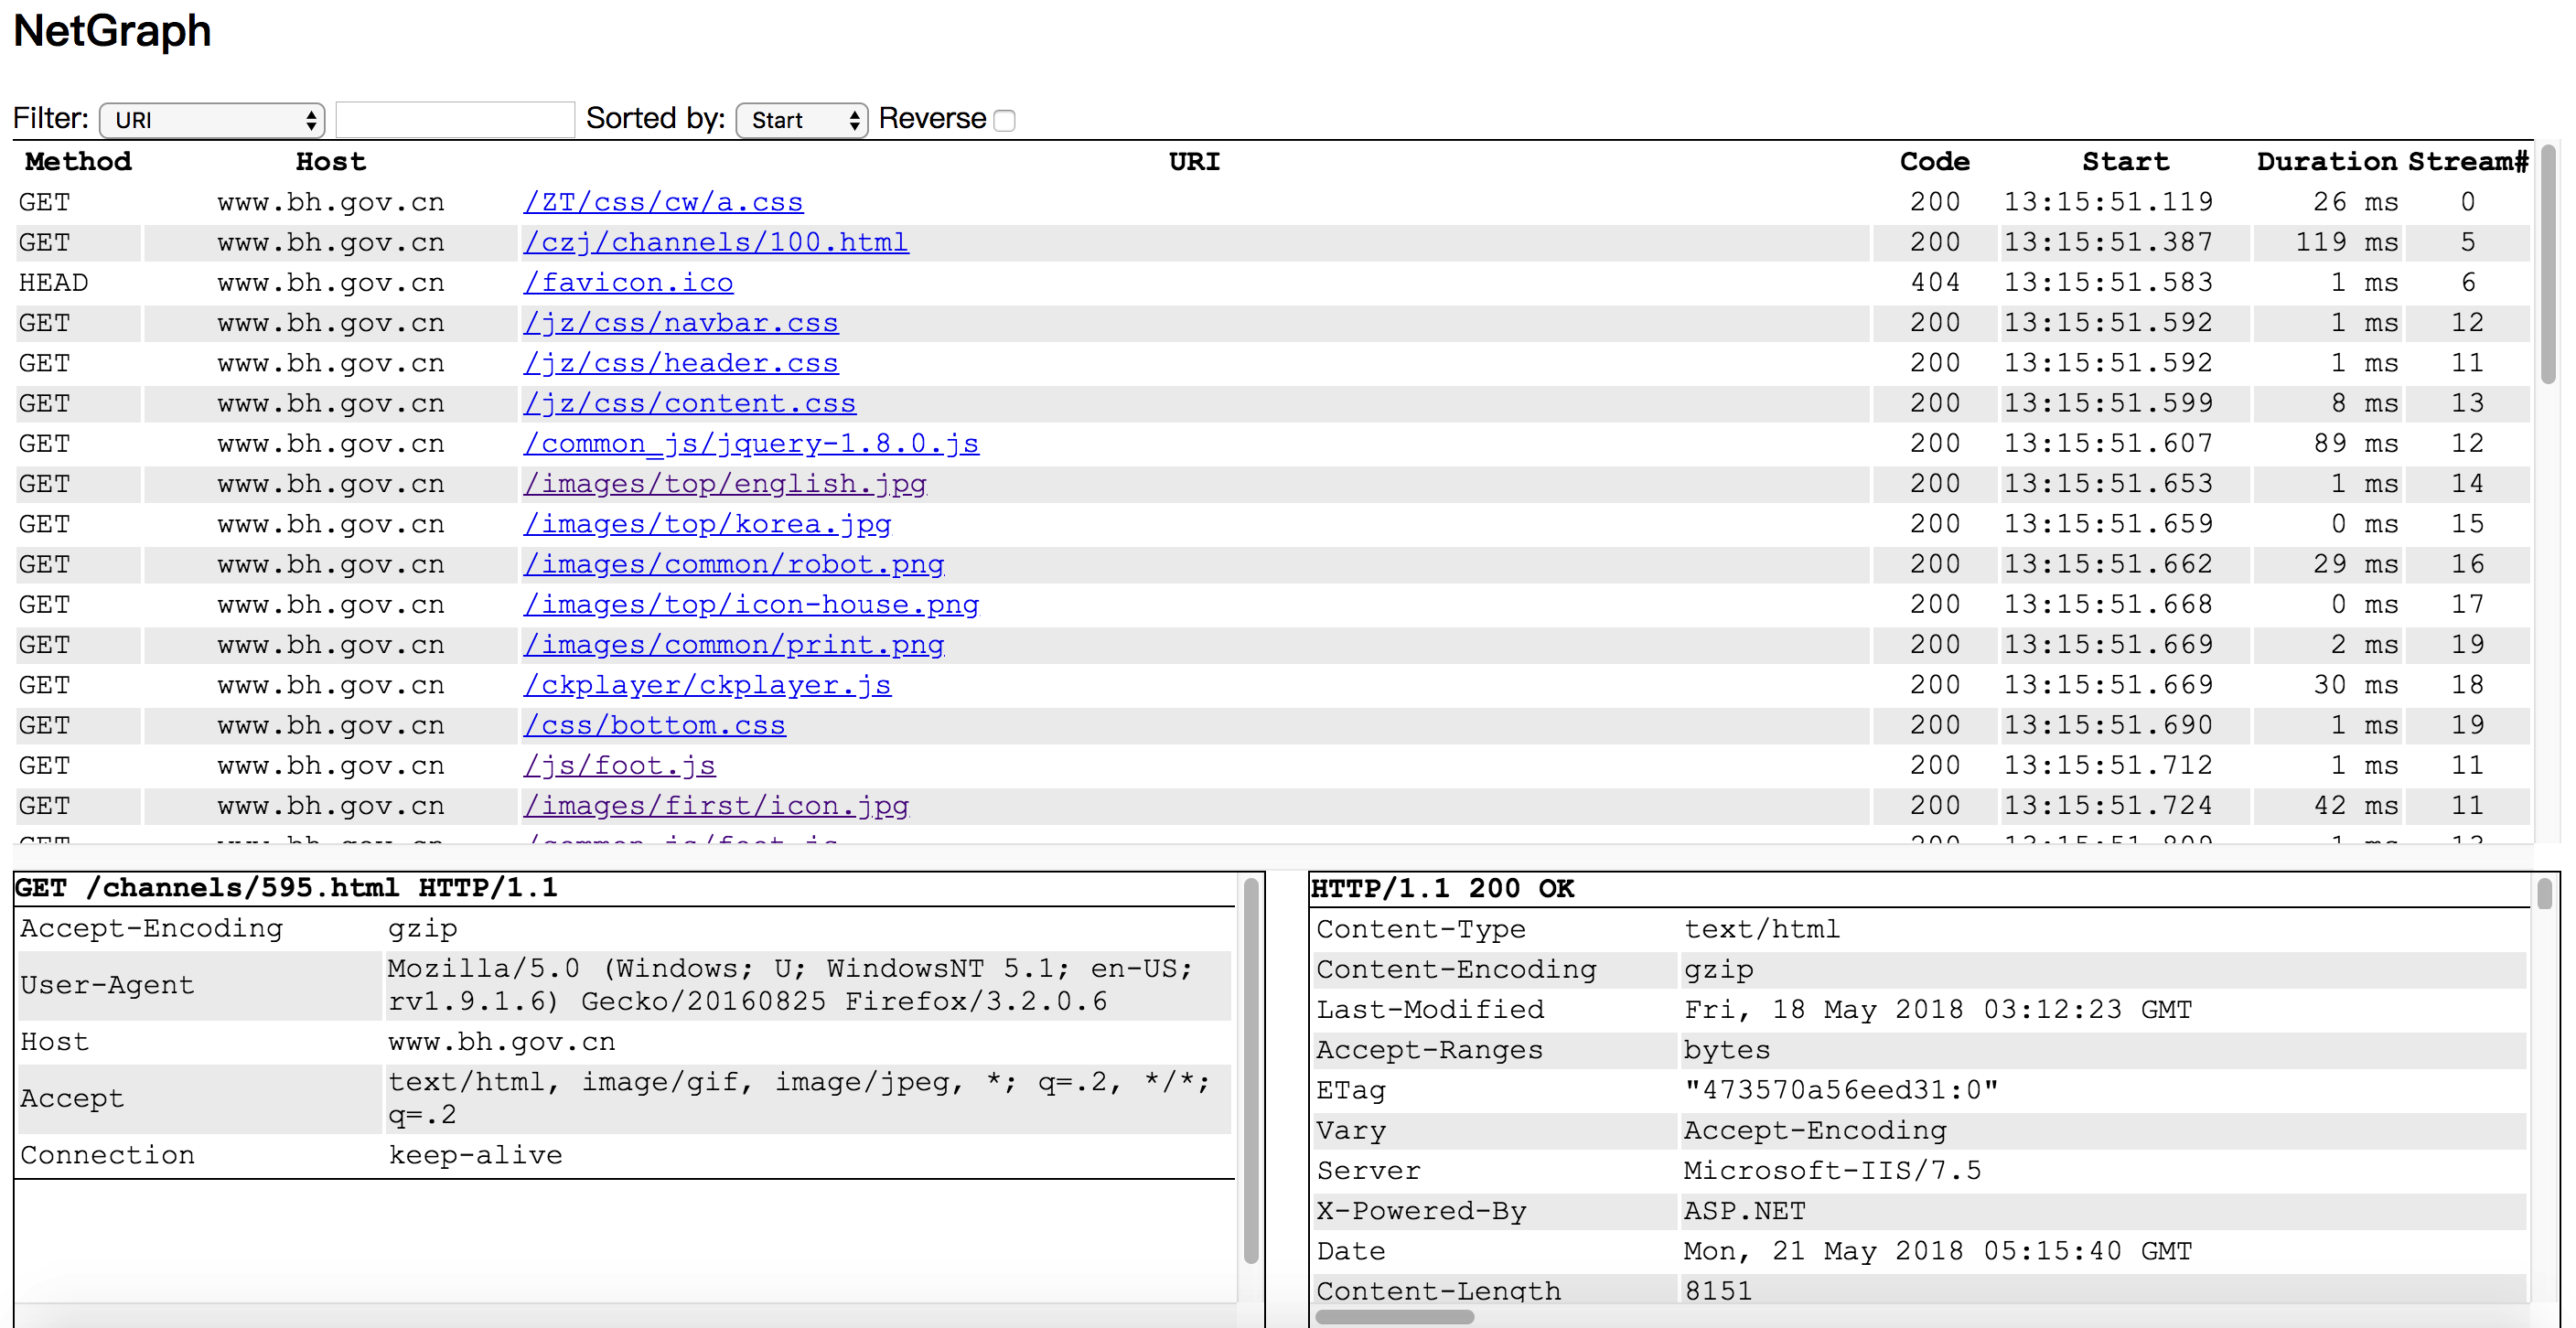 NetGraph
Filter: URI Sorted by: Start Reverse
Method Host URI Code Start Duration Stream#
GET www.bh.gov.cn /ZT/css/cw/a.css 200 13:15:51.119 26 ms 0
GET www.bh.gov.cn /czj/channels/100.html 200 13:15:51.387 119 ms 5
HEAD www.bh.gov.cn /favicon.ico 404 13:15:51.583 1 ms 6
GET www.bh.gov.cn /jz/css/navbar.css 200 13:15:51.592 1 ms 12
GET www.bh.gov.cn /jz/css/header.css 200 13:15:51.592 1 ms 11
GET www.bh.gov.cn /jz/css/content.css 200 13:15:51.599 8 ms 13
GET www.bh.gov.cn /common_js/jquery-1.8.0.js 200 13:15:51.607 89 ms 12
GET www.bh.gov.cn /images/top/english.jpg 200 13:15:51.653 1 ms 14
GET www.bh.gov.cn /images/top/korea.jpg 200 13:15:51.659 0 ms 15
GET www.bh.gov.cn /images/common/robot.png 200 13:15:51.662 29 ms 16
GET www.bh.gov.cn /images/top/icon-house.png 200 13:15:51.668 0 ms 17
GET www.bh.gov.cn /images/common/print.png 200 13:15:51.669 2 ms 19
GET www.bh.gov.cn /ckplayer/ckplayer.js 200 13:15:51.669 30 ms 18
GET www.bh.gov.cn /css/bottom.css 200 13:15:51.690 1 ms 19
GET www.bh.gov.cn /js/foot.js 200 13:15:51.712 1 ms 11
GET www.bh.gov.cn /images/first/icon.jpg 200 13:15:51.724 42 ms 11
GET www.bh.gov.cn /common_js/foot.js 200 13:15:51.809 1 ms 13
GET /channels/595.html HTTP/1.1
Accept-Encoding gzip
User-Agent Mozilla/5.0 (Windows; U; WindowsNT 5.1; en-US;
rv1.9.1.6) Gecko/20160825 Firefox/3.2.0.6
Host www.bh.gov.cn
Accept text/html, image/gif, image/jpeg, *; q=.2, */*;
q=.2
Connection keep-alive
HTTP/1.1 200 OK
Content-Type text/html
Content-Encoding gzip
Last-Modified Fri, 18 May 2018 03:12:23 GMT
Accept-Ranges bytes
ETag "473570a56eed31:0"
Vary Accept-Encoding
Server Microsoft-IIS/7.5
X-Powered-By ASP.NET
Date Mon, 21 May 2018 05:15:40 GMT
Content-Length 8151